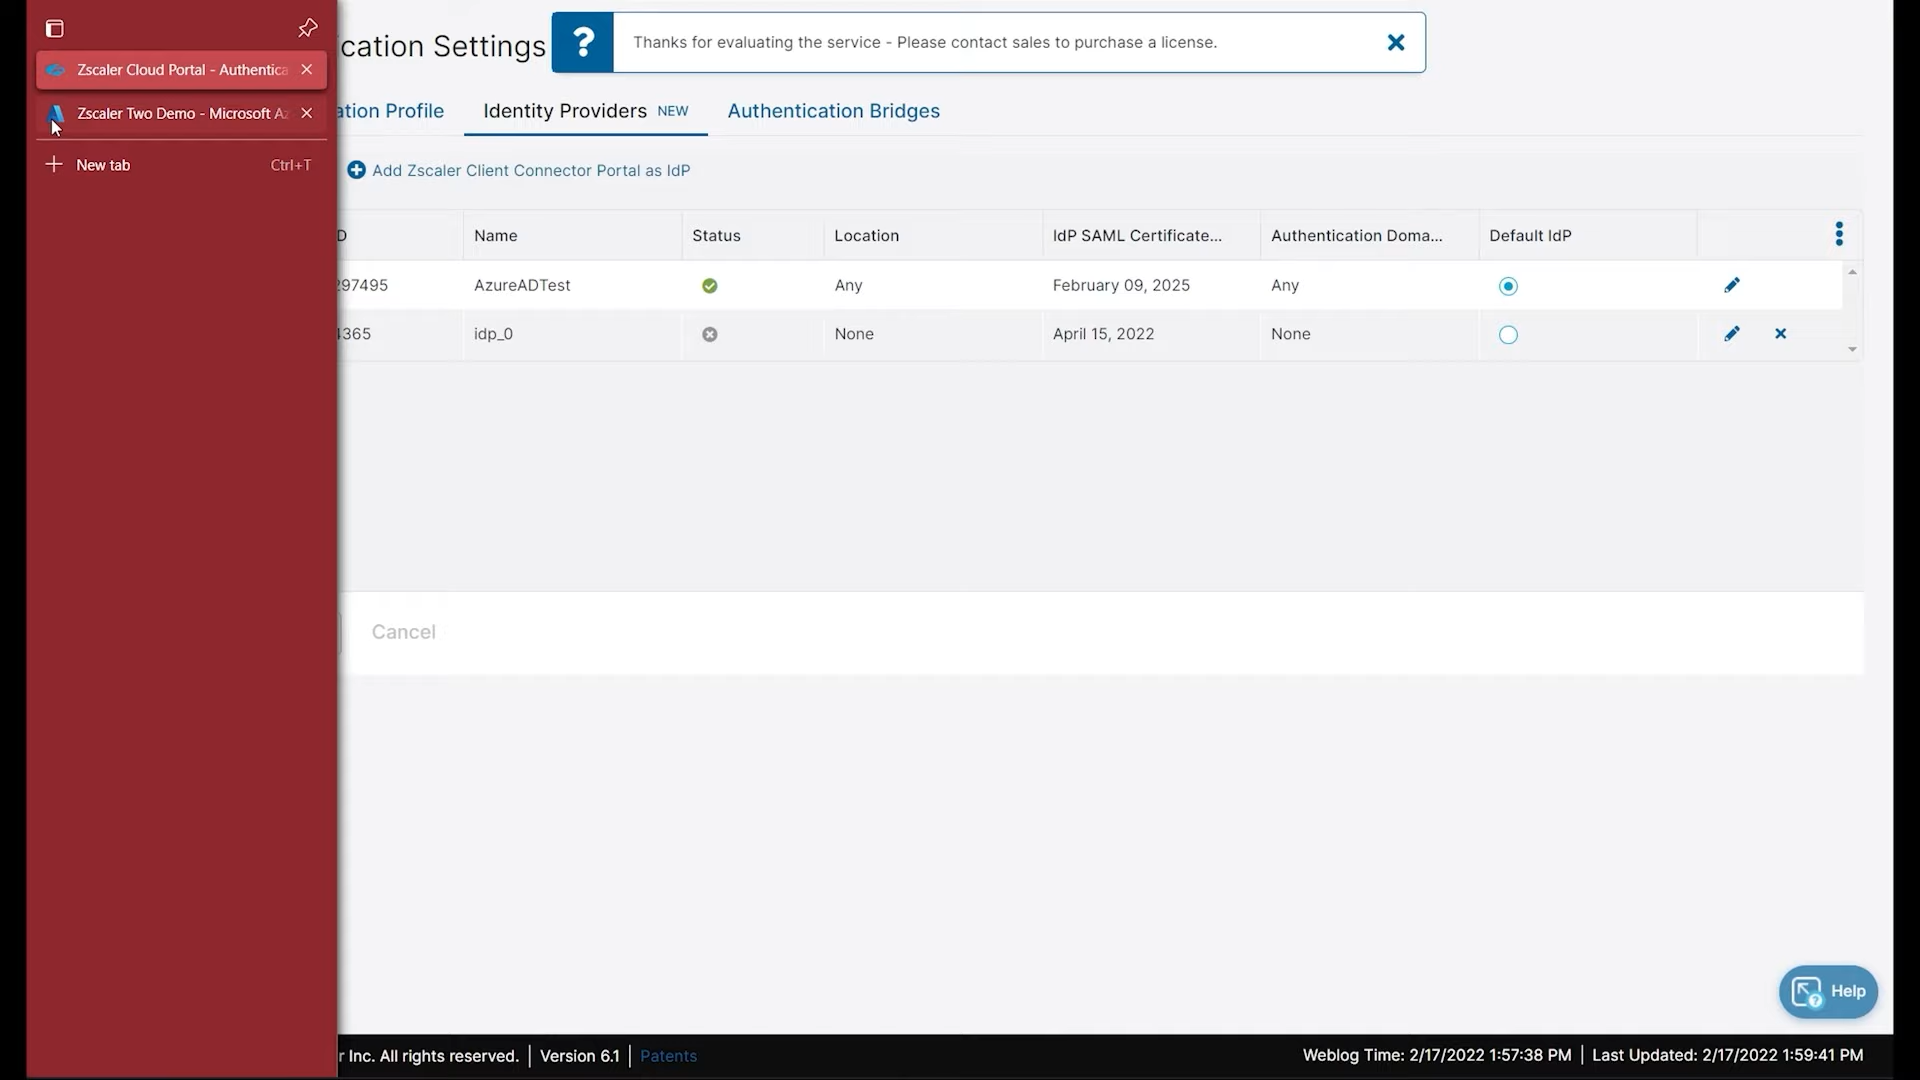 Zscaler Cloud Portal - Authentica
Zscaler Two Demo - Microsoft Az
New tab Ctrl+T
cation Settings
Thanks for evaluating the service - Please contact sales to purchase a license.
ation Profile Identity Providers NEW Authentication Bridges
Add Zscaler Client Connector Portal as IdP
D Name Status Location IdP SAML Certificate... Authentication Doma... Default IdP
297495 AzureADTest Any February 09, 2025 Any
4365 idp_0 None April 15, 2022 None
Cancel
Help
r Inc. All rights reserved. | Version 6.1 | Patents
Weblog Time: 2/17/2022 1:57:38 PM | Last Updated: 2/17/2022 1:59:41 PM